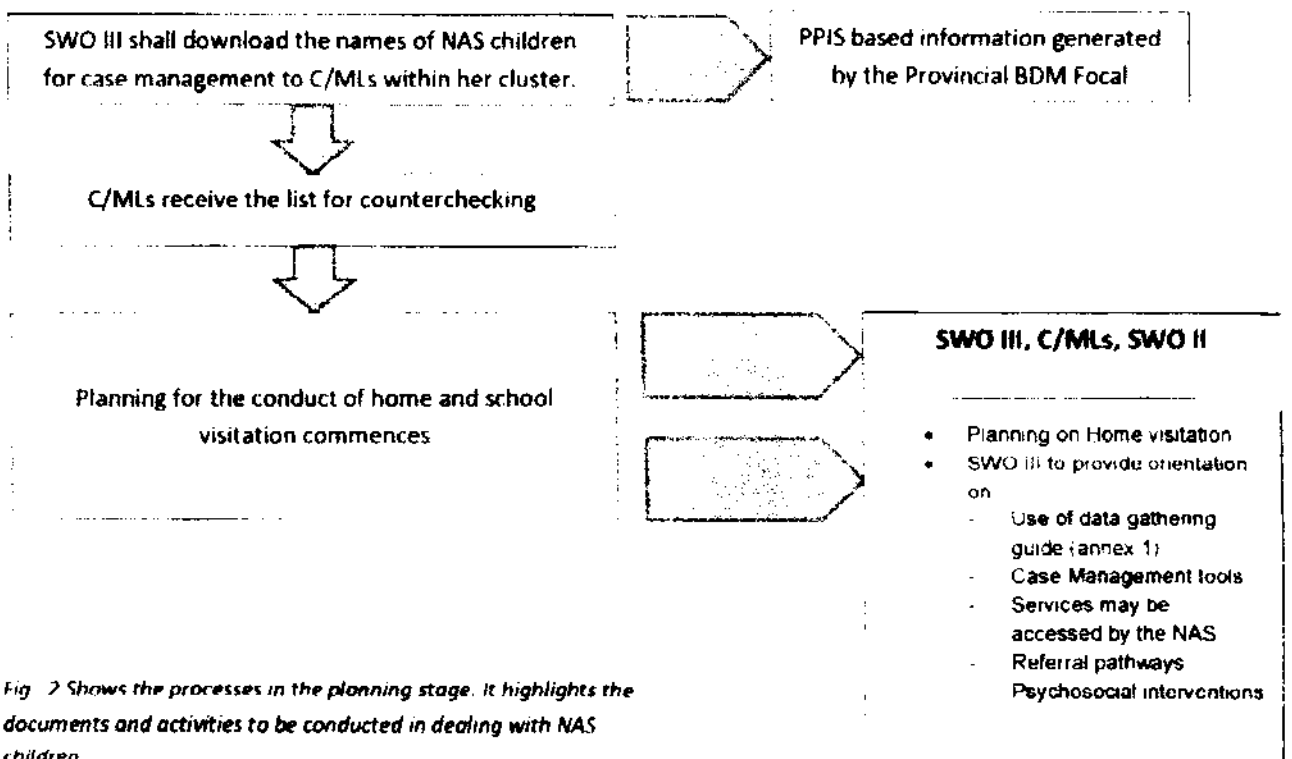 SWO III shall download the names of NAS children
for case management to C/MLs within her cluster.
PPIS based information generated
by the Provincial BDM Focal
C/MLs receive the list for counterchecking
Planning for the conduct of home and school
visitation commences
SWO III, C/MLs, SWO II
• Planning on Home visitation
• SWO III to provide orientation
on
- Use of data gathering
guide (annex 1)
- Case Management tools
- Services may be
accessed by the NAS
- Referral pathways
Psychosocial interventions
Fig 2 Shows the processes in the planning stage. It highlights the
documents and activities to be conducted in dealing with NAS
children